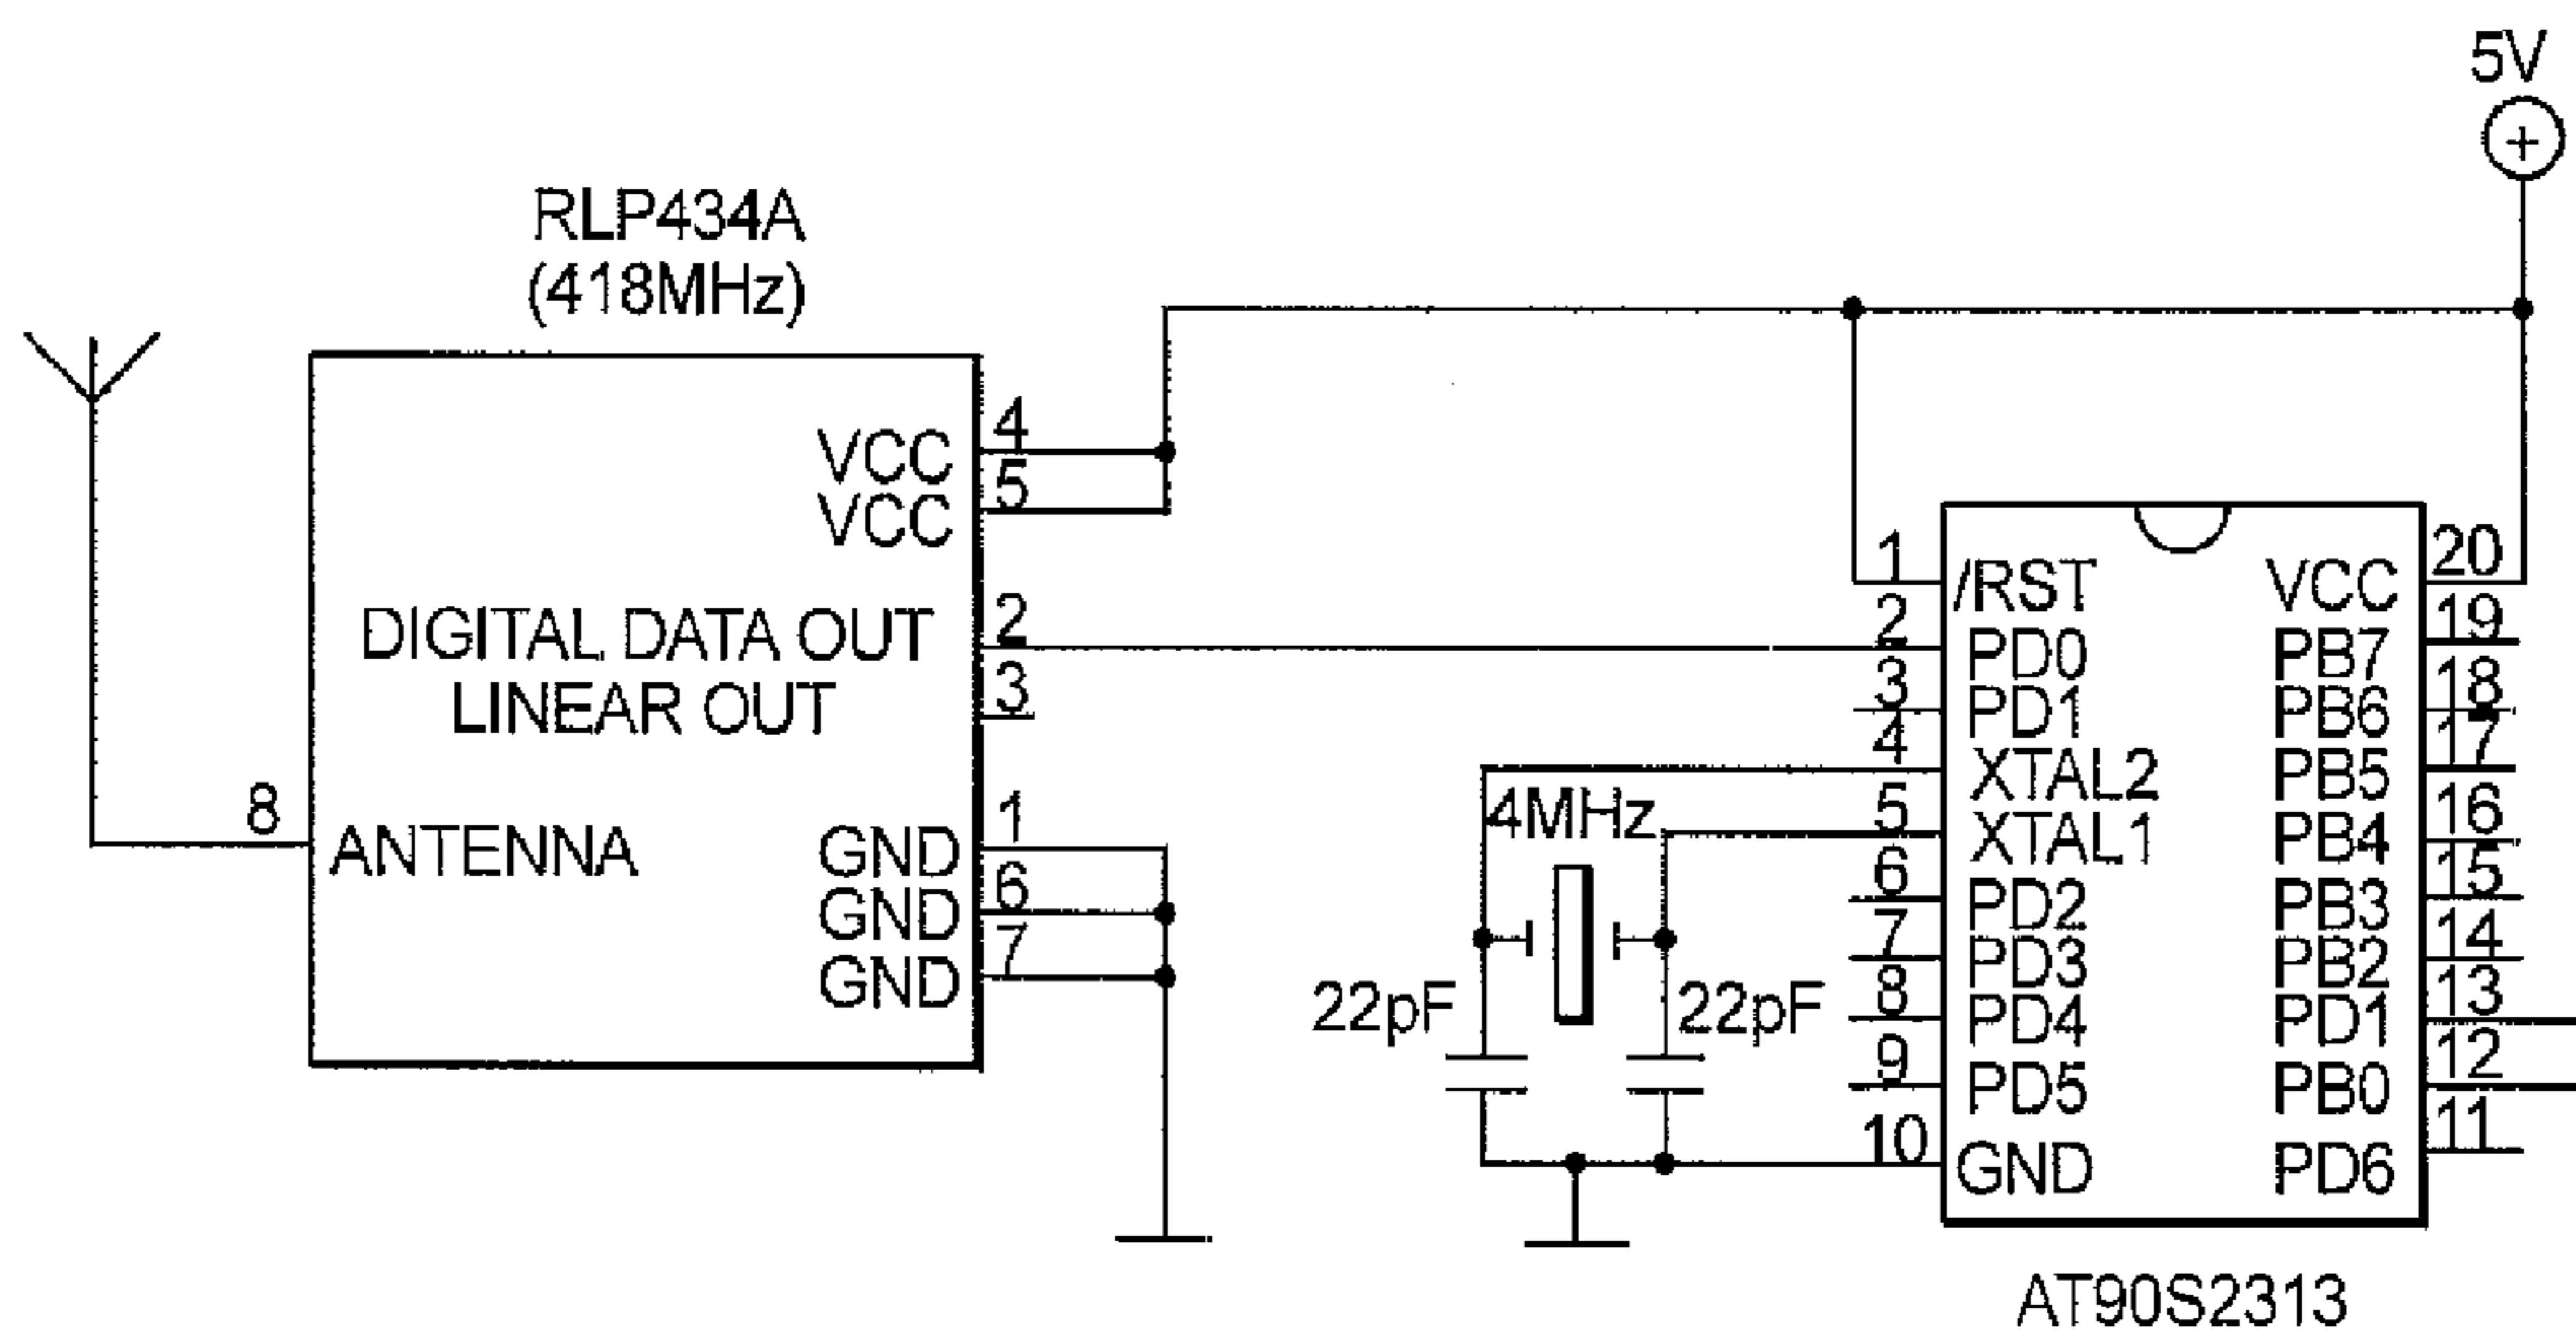 5V
+
RLP434A
(418MHz)
4
VCC
5
VCC
2
DIGITAL DATA OUT
3
LINEAR OUT
8
ANTENNA
1
GND
6
GND
7
GND
1
/RST
2
PD0
3
PD1
4
XTAL2
5
XTAL1
6
PD2
7
PD3
8
PD4
9
PD5
10
GND
20
VCC
19
PB7
18
PB6
17
PB5
16
PB4
15
PB3
14
PB2
13
PD1
12
PB0
11
PD6
4MHz
22pF
22pF
AT90S2313